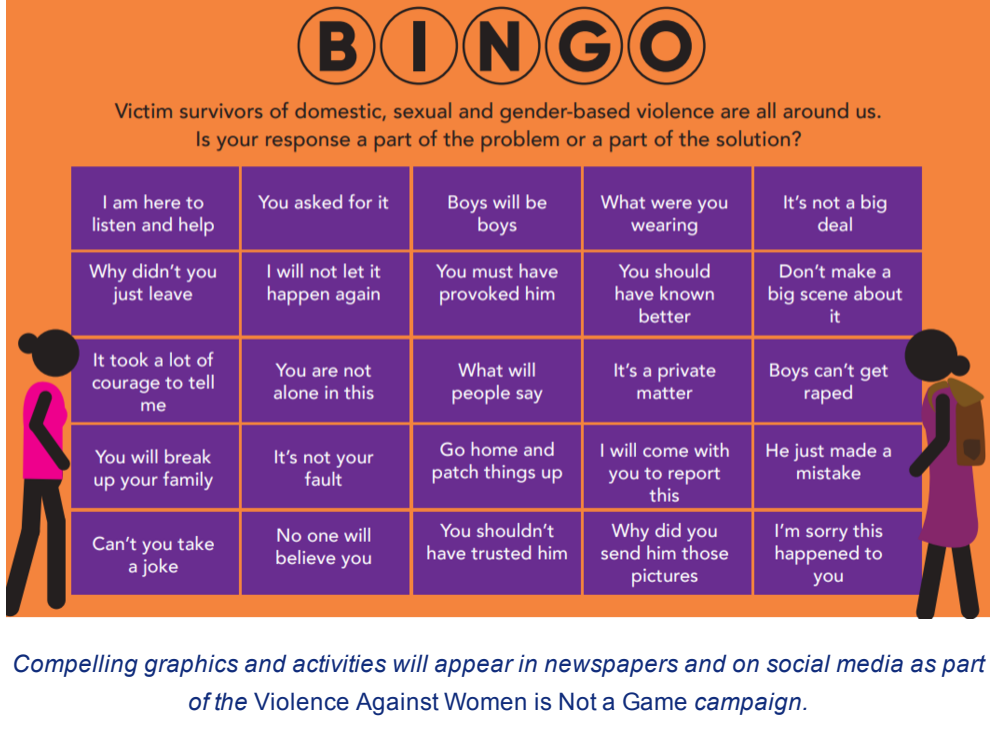 BINGO
Victim survivors of domestic, sexual and gender-based violence are all around us.
Is your response a part of the problem or a part of the solution?
I am here to
listen and help
You asked for it
Boys will be
boys
What were you
wearing
It's not a big
deal
Why didn't you
just leave
I will not let it
happen again
You must have
provoked him
You should
have known
better
Don't make a
big scene about
it
It took a lot of
courage to tell
me
You are not
alone in this
What will
people say
It's a private
matter
Boys can't get
raped
You will break
up your family
It's not your
fault
Go home and
patch things up
I will come with
you to report
this
He just made a
mistake
Can't you take
a joke
No one will
believe you
You shouldn't
have trusted him
Why did you
send him those
pictures
I'm sorry this
happened to
you
Compelling graphics and activities will appear in newspapers and on social media as part
of the Violence Against Women is Not a Game campaign.